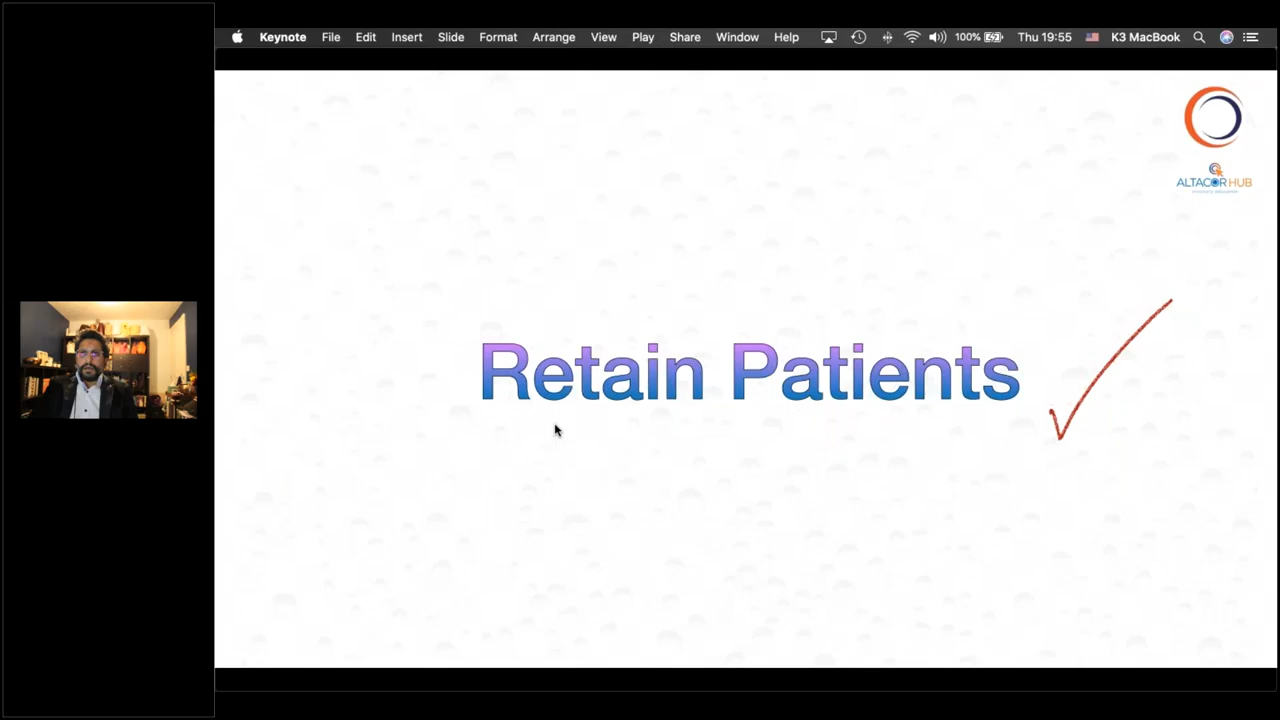 Keynote File Edit Insert Slide Format Arrange View Play Share Window Help 100% Thu 19:55 K3 MacBook
ALTACOR HUB
Retain Patients